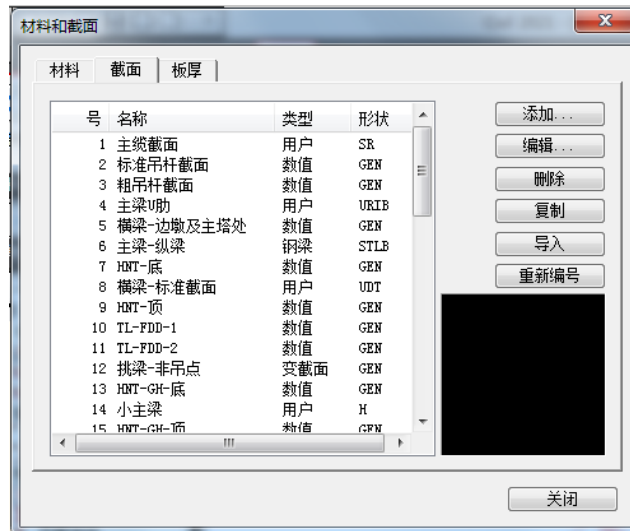 材料和截面
材料 截面 板厚
号 名称 类型 形状
1 主缆截面 用户 SR
2 标准吊杆截面 数值 GEN
3 粗吊杆截面 数值 GEN
4 主梁U肋 用户 URIB
5 横梁-边墩及主塔处 数值 GEN
6 主梁-纵梁 钢梁 STLB
7 HNT-底 数值 GEN
8 横梁-标准截面 用户 UDT
9 HNT-顶 数值 GEN
10 TL-FDD-1 数值 GEN
11 TL-FDD-2 数值 GEN
12 挑梁-非吊点 变截面 GEN
13 HNT-GH-底 数值 GEN
14 小主梁 用户 H
15 HNT-GH-顶 数值 GEN
添加...
编辑...
删除
复制
导入
重新编号
关闭